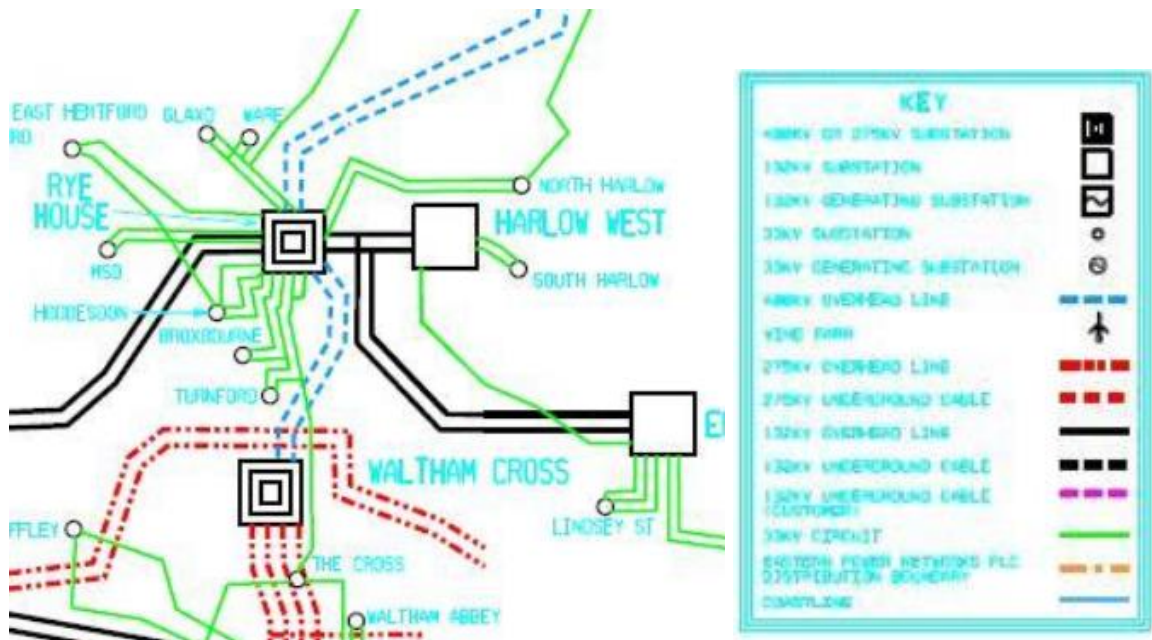 EAST HERTFORD
RD
GLAXO
WARE
RYE
HOUSE
NORTH HARLOW
HARLOW WEST
MSD
SOUTH HARLOW
HODDESDON
BROXBOURNE
TURNFORD
WALTHAM CROSS
E
LINDSEY ST
FFLEY
THE CROSS
WALTHAM ABBEY
KEY
400KV OR 275KV SUBSTATION
132KV SUBSTATION
132KV GENERATING SUBSTATION
33KV SUBSTATION
33KV GENERATING SUBSTATION
400KV OVERHEAD LINE
WIND FARM
275KV OVERHEAD LINE
275KV UNDERGROUND CABLE
132KV OVERHEAD LINE
132KV UNDERGROUND CABLE
132KV UNDERGROUND CABLE
(CUSTOMER)
33KV CIRCUIT
EASTERN POWER NETWORKS PLC
DISTRIBUTION BOUNDARY
COASTLINE